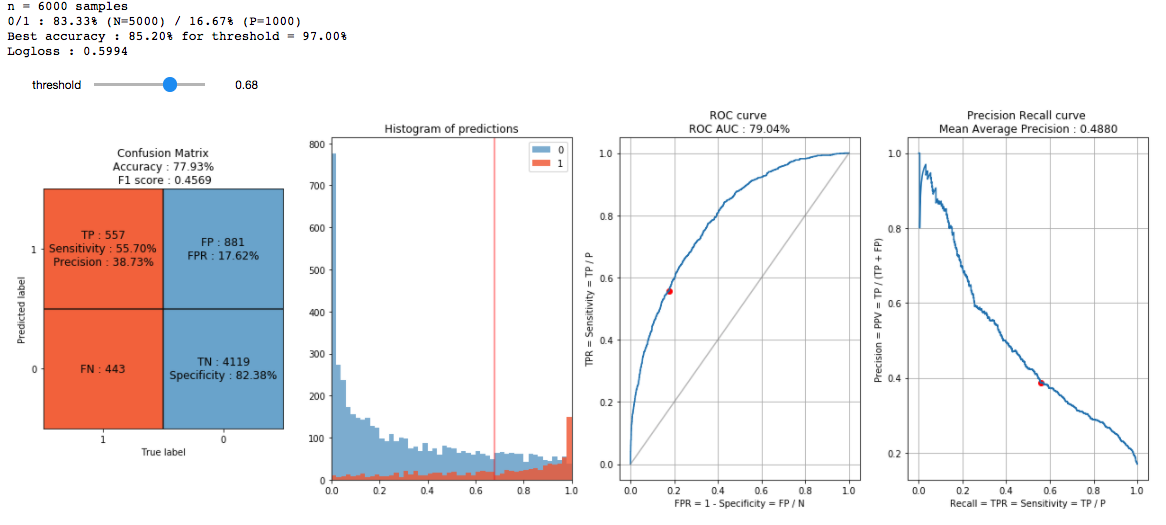 n = 6000 samples
0/1 : 83.33% (N=5000) / 16.67% (P=1000)
Best accuracy : 85.20% for threshold = 97.00%
Logloss : 0.5994
threshold 0.68
Confusion Matrix
Accuracy : 77.93%
F1 score : 0.4569
TP : 557
Sensitivity : 55.70%
Precision : 38.73%
FP : 881
FPR : 17.62%
FN : 443
TN : 4119
Specificity : 82.38%
Predicted label
1
0
1 0
True label
Histogram of predictions
0
1
800
700
600
500
400
300
200
100
0
0.0 0.2 0.4 0.6 0.8 1.0
ROC curve
ROC AUC : 79.04%
TPR = Sensitivity = TP / P
1.0
0.8
0.6
0.4
0.2
0.0
0.0 0.2 0.4 0.6 0.8 1.0
FPR = 1 - Specificity = FP / N
Precision Recall curve
Mean Average Precision : 0.4880
Precision = PPV = TP / (TP + FP)
1.0
0.8
0.6
0.4
0.2
0.0 0.2 0.4 0.6 0.8 1.0
Recall = TPR = Sensitivity = TP / P